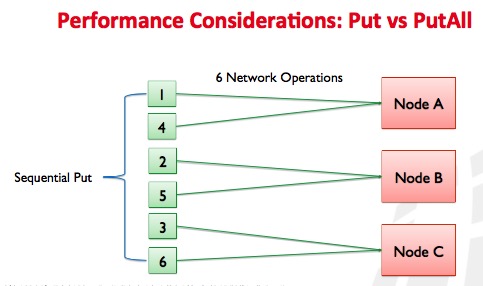 Performance Considerations: Put vs PutAll
6 Network Operations
Sequential Put
1
4
2
5
3
6
Node A
Node B
Node C